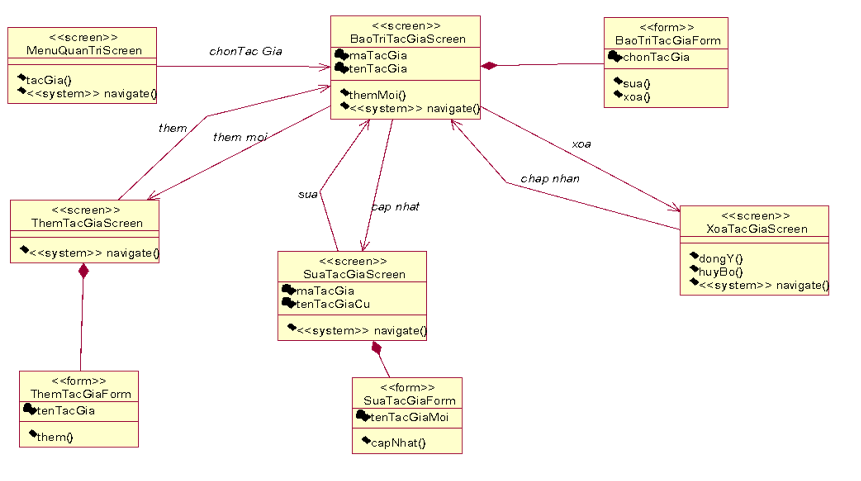 <<screen>>
MenuQuanTriScreen
tacGia()
<<system>> navigate()
chonTac Gia
<<screen>>
BaoTriTacGiaScreen
maTacGia
tenTacGia
themMoi()
<<system>> navigate()
<<form>>
BaoTriTacGiaForm
chonTacGia
sua()
xoa()
them
them moi
sua
cap nhat
xoa
chap nhan
<<screen>>
ThemTacGiaScreen
<<system>> navigate()
<<screen>>
SuaTacGiaScreen
maTacGia
tenTacGiaCu
<<system>> navigate()
<<screen>>
XoaTacGiaScreen
dongY()
huyBo()
<<system>> navigate()
<<form>>
ThemTacGiaForm
tenTacGia
them()
<<form>>
SuaTacGiaForm
tenTacGiaMoi
capNhat()